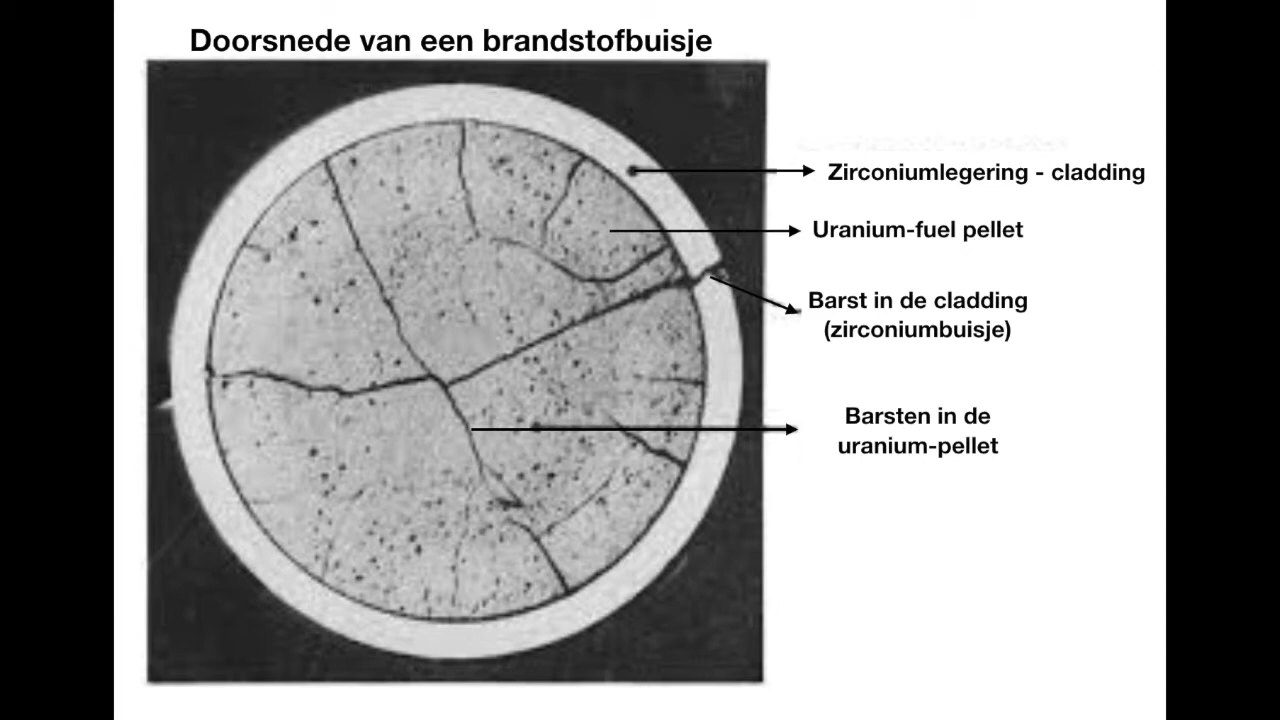 Doorsnede van een brandstofbuisje
Zirconiumlegering - cladding
Uranium-fuel pellet
Barst in de cladding
(zirconiumbuisje)
Barsten in de
uranium-pellet